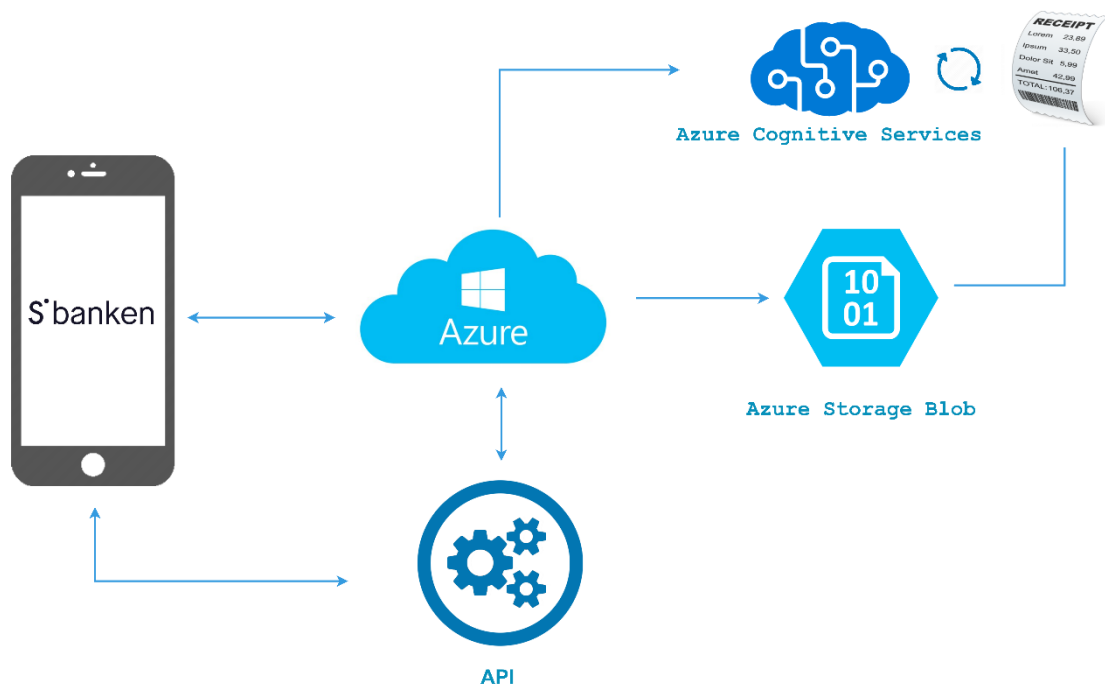 RECEIPT
Lorem 23,89
Ipsum 33,50
Dolor Sit 5,99
Amet 42,99
TOTAL:106,37
Azure Cognitive Services
S'banken
Azure
10
01
Azure Storage Blob
API